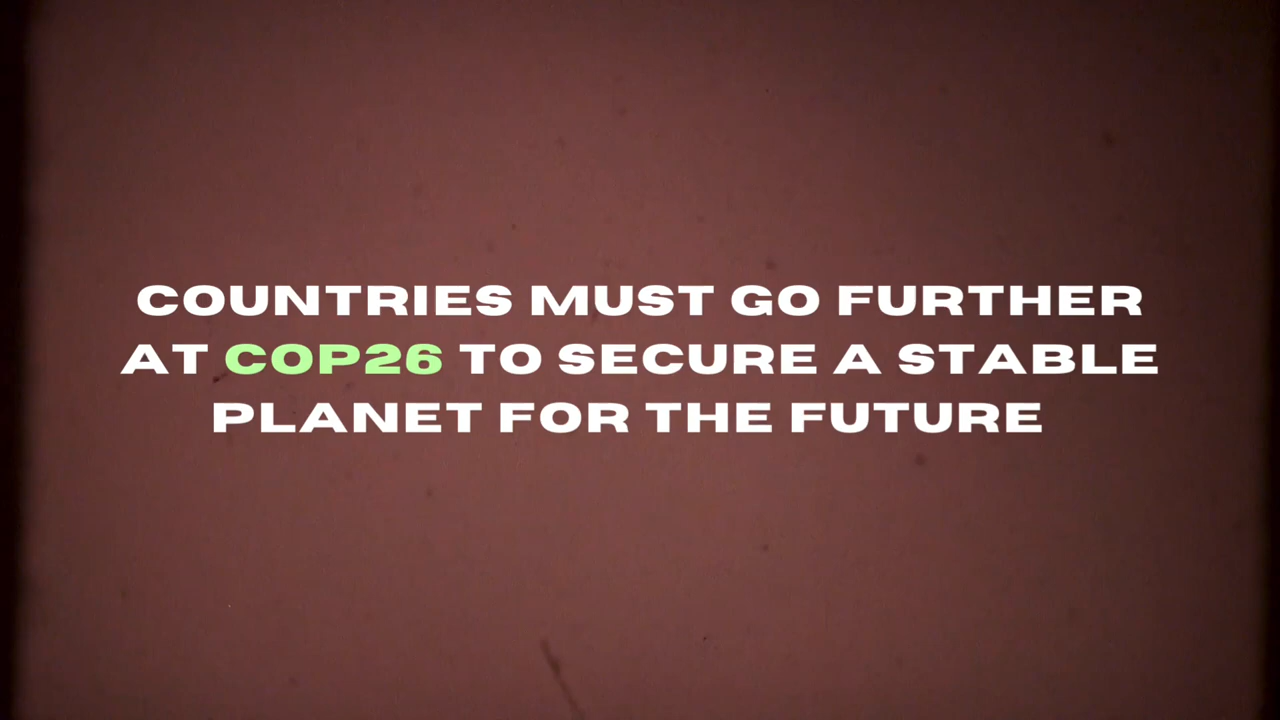 COUNTRIES MUST GO FURTHER
AT COP26 TO SECURE A STABLE
PLANET FOR THE FUTURE